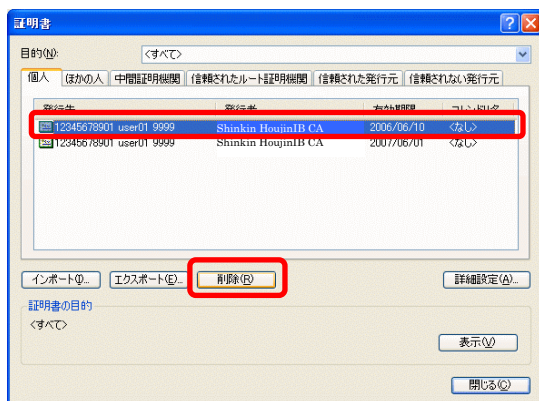 証明書
目的(N): <すべて>
個人 ほかの人 中間証明機関 信頼されたルート証明機関 信頼された発行元 信頼されない発行元
発行先 発行者 有効期限 フレンドリ名
12345678901 user01 9999 Shinkin HoujinIB CA 2006/06/10 <なし>
12345678901 user01 9999 Shinkin HoujinIB CA 2007/06/01 <なし>
インポート(I)... エクスポート(E)... 削除(R) 詳細設定(A)...
証明書の目的
<すべて>
表示(V)
閉じる(C)